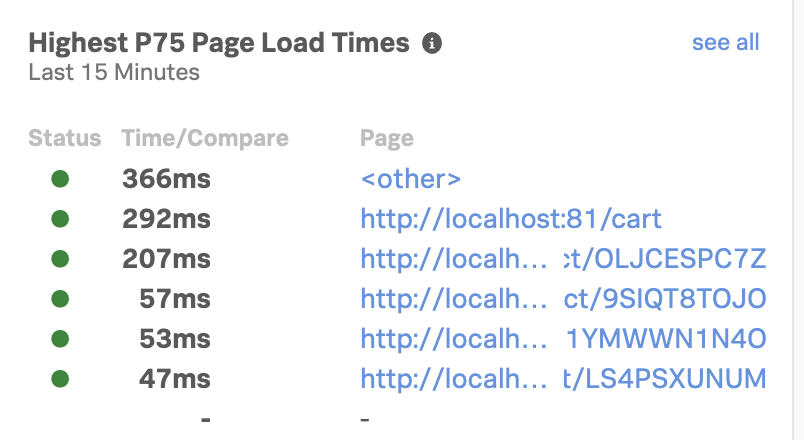 Highest P75 Page Load Times
see all
Last 15 Minutes
Status Time/Compare Page
366ms <other>
292ms http://localhost:81/cart
207ms http://localh... ct/OLJCESPC7Z
57ms http://localh... ct/9SIQT8TOJO
53ms http://localh... 1YMWWN1N4O
47ms http://localh... t/LS4PSXUNUM
- -